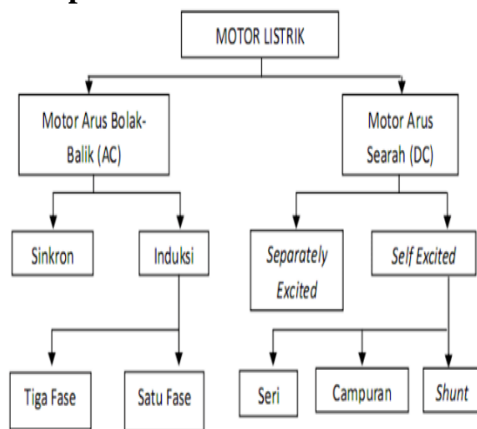 MOTOR LISTRIK
Motor Arus Bolak-
Balik (AC)
Motor Arus
Searah (DC)
Sinkron
Induksi
Separately
Excited
Self Excited
Tiga Fase
Satu Fase
Seri
Campuran
Shunt